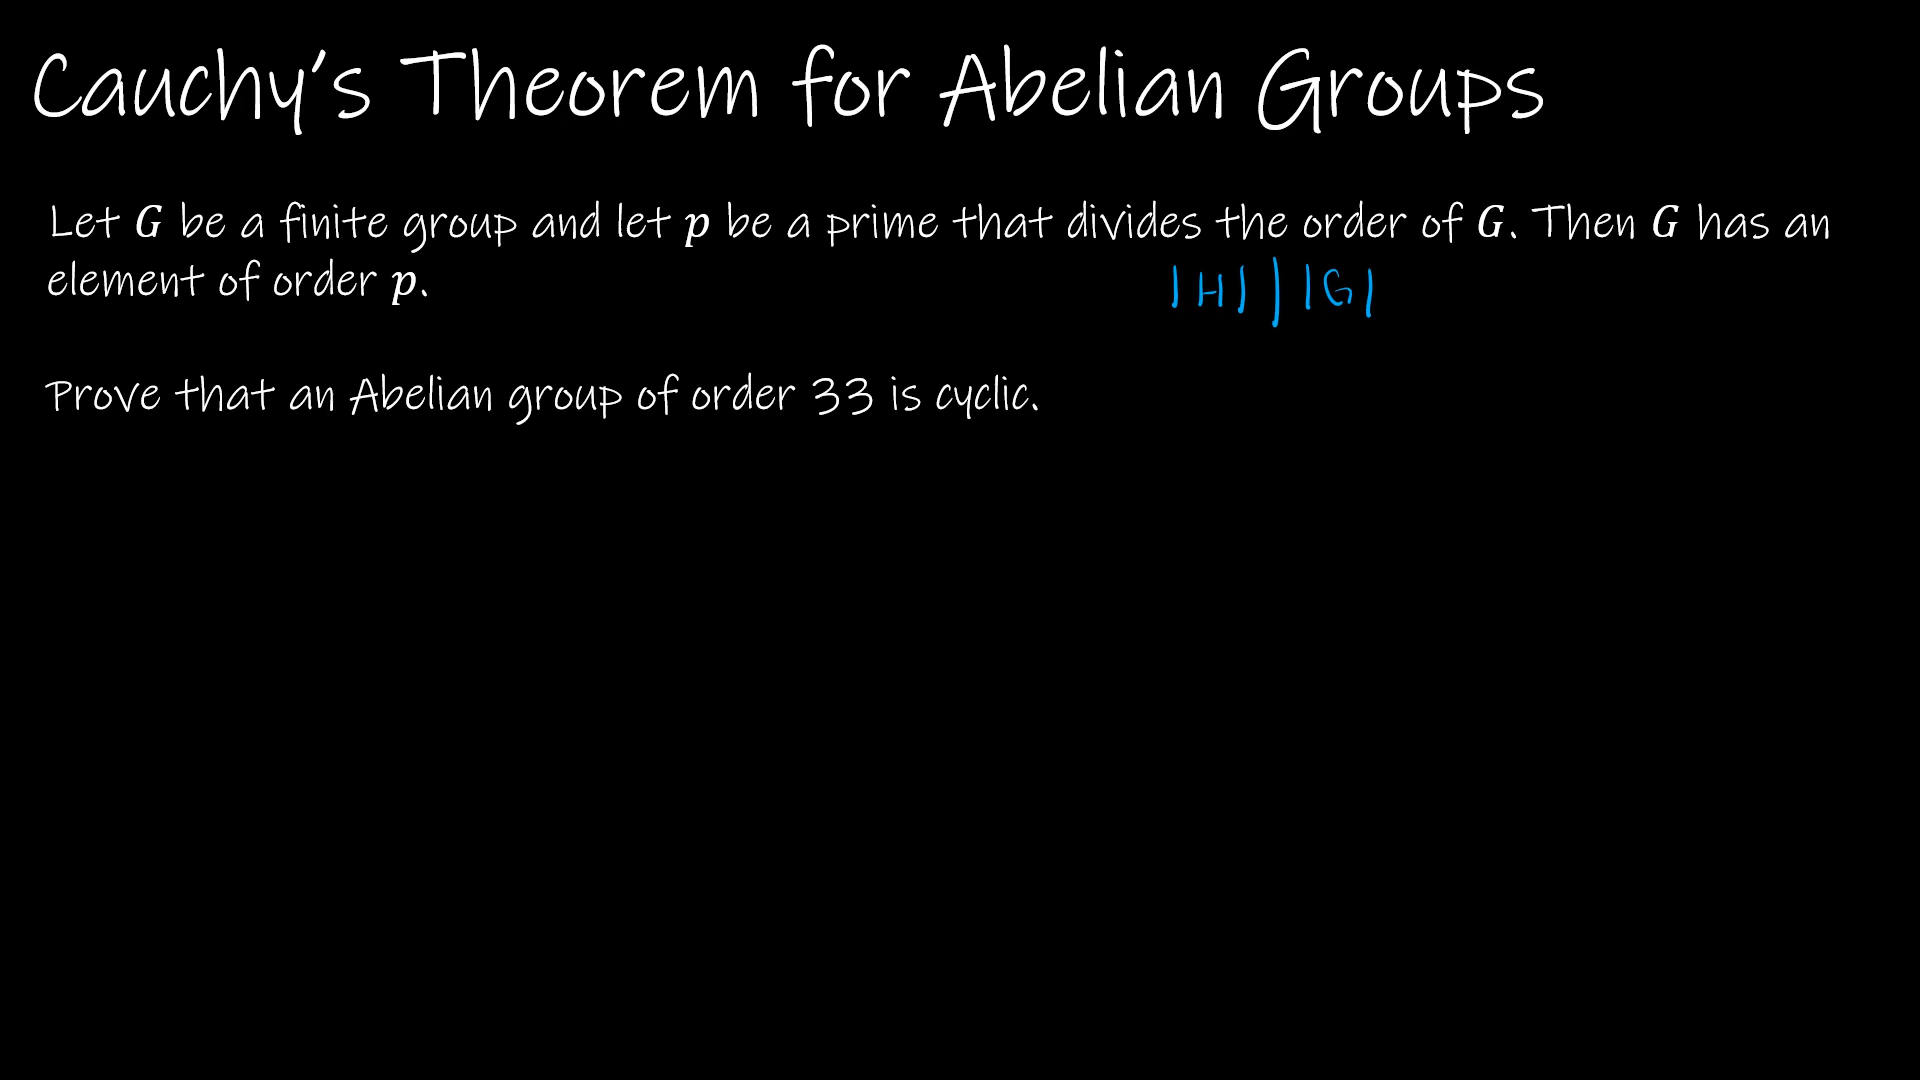 Cauchy's Theorem for Abelian Groups
Let G be a finite group and let p be a prime that divides the order of G. Then G has an
element of order p.
|H| | |G|
Prove that an Abelian group of order 33 is cyclic.